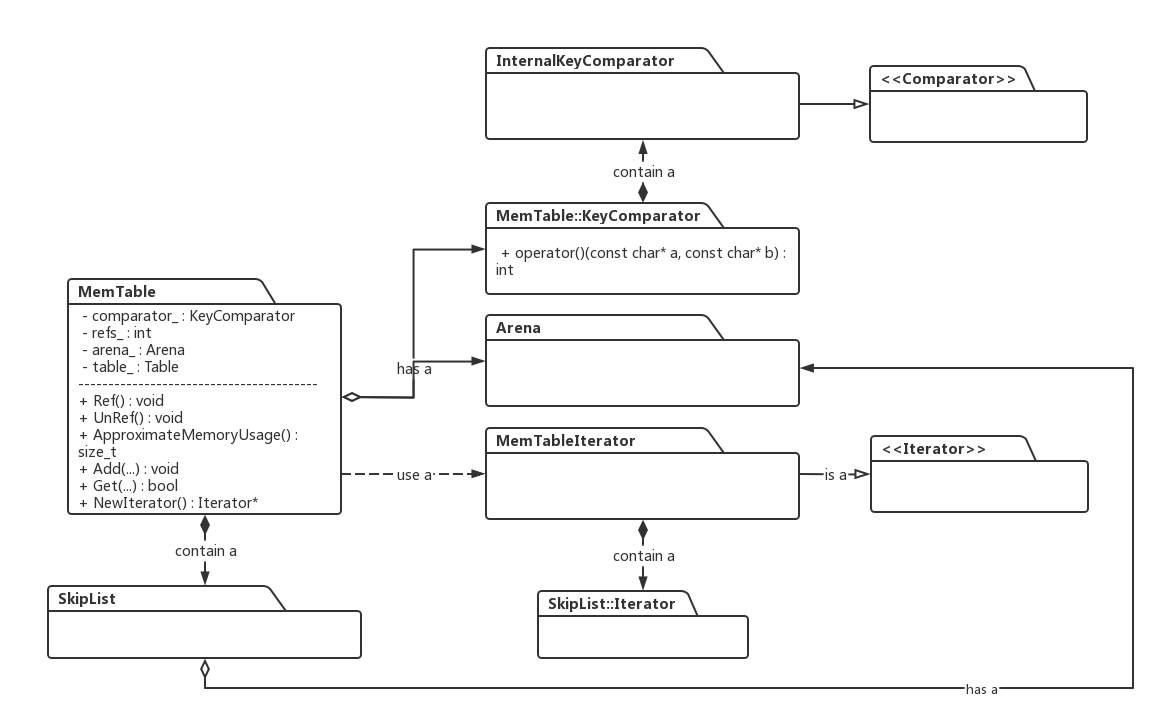 InternalKeyComparator
<<Comparator>>
contain a
MemTable::KeyComparator
+ operator()(const char* a, const char* b) :
int
MemTable
- comparator_ : KeyComparator
- refs_ : int
- arena_ : Arena
- table_ : Table
----------------------------------------
+ Ref() : void
+ UnRef() : void
+ ApproximateMemoryUsage() :
size_t
+ Add(...) : void
+ Get(...) : bool
+ NewIterator() : Iterator*
has a
Arena
use a
MemTableIterator
is a
<<Iterator>>
contain a
contain a
SkipList
SkipList::Iterator
has a